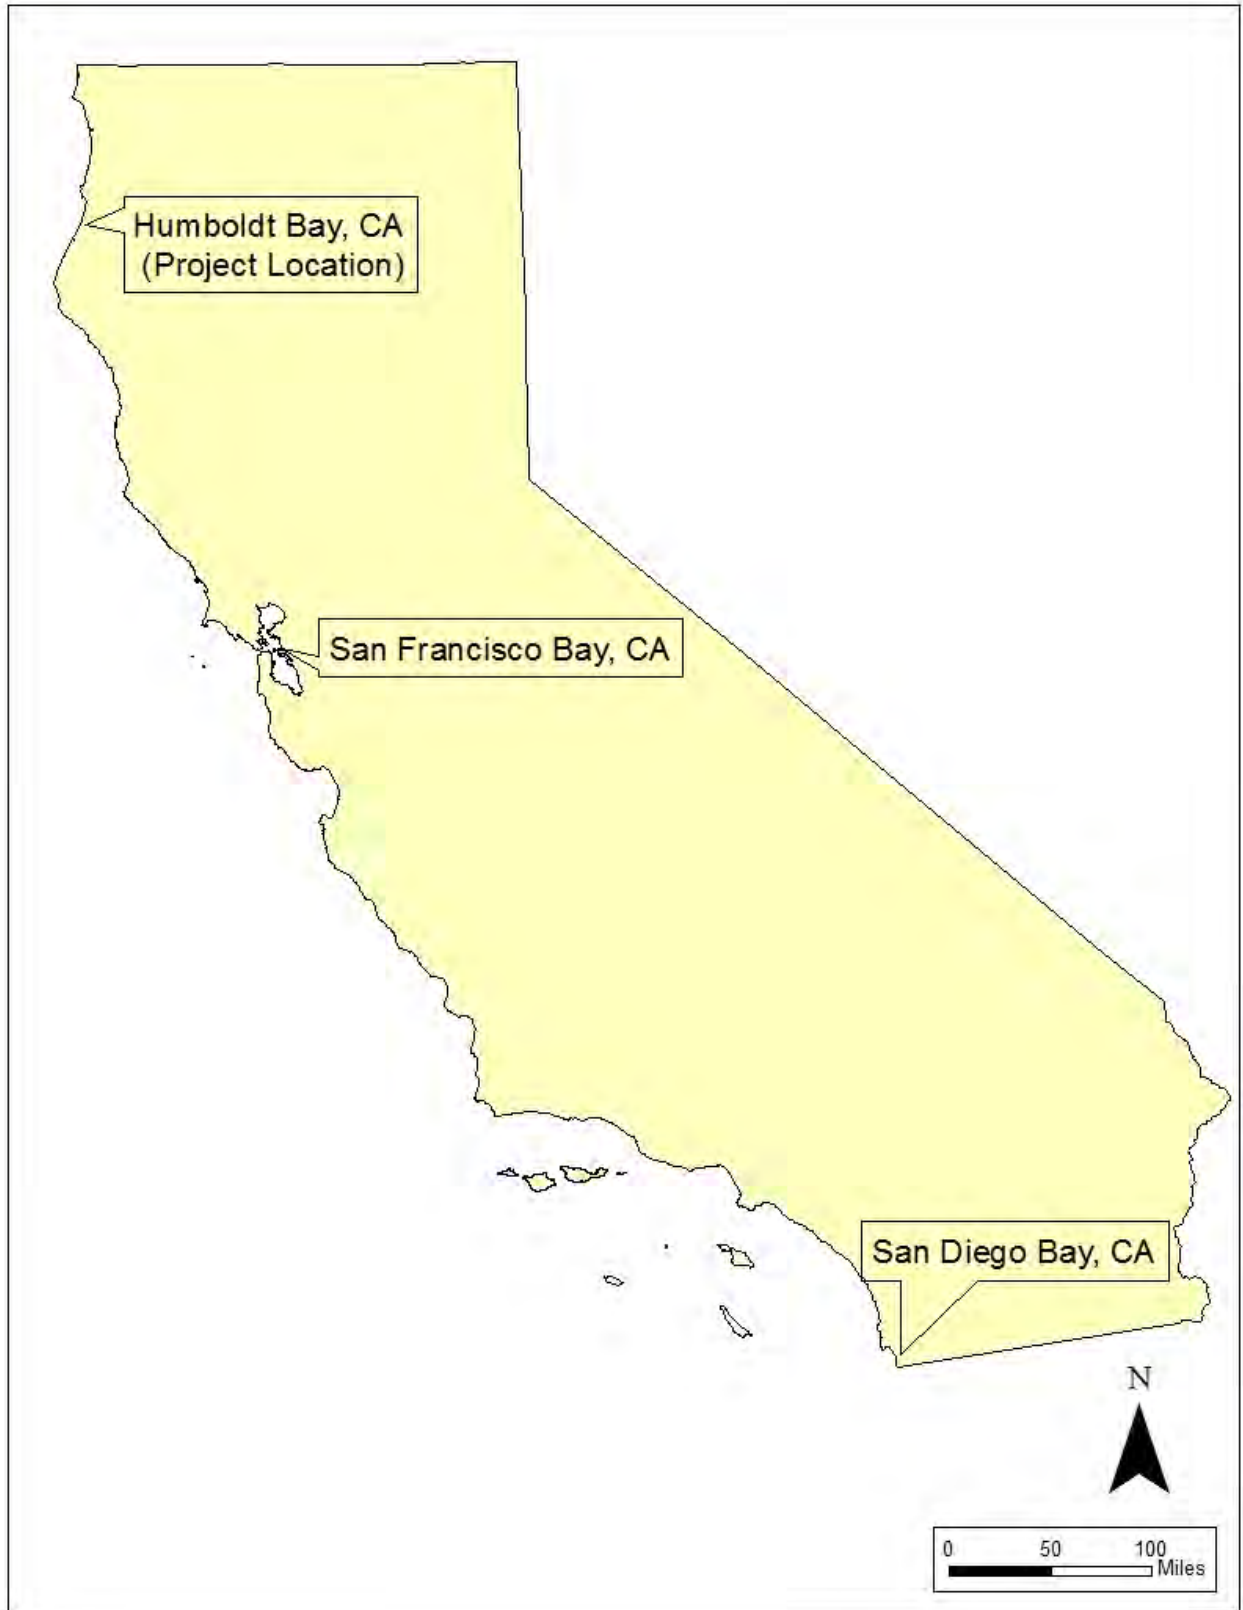 Humboldt Bay, CA
(Project Location)
San Francisco Bay, CA
San Diego Bay, CA
N
0 50 100
Miles